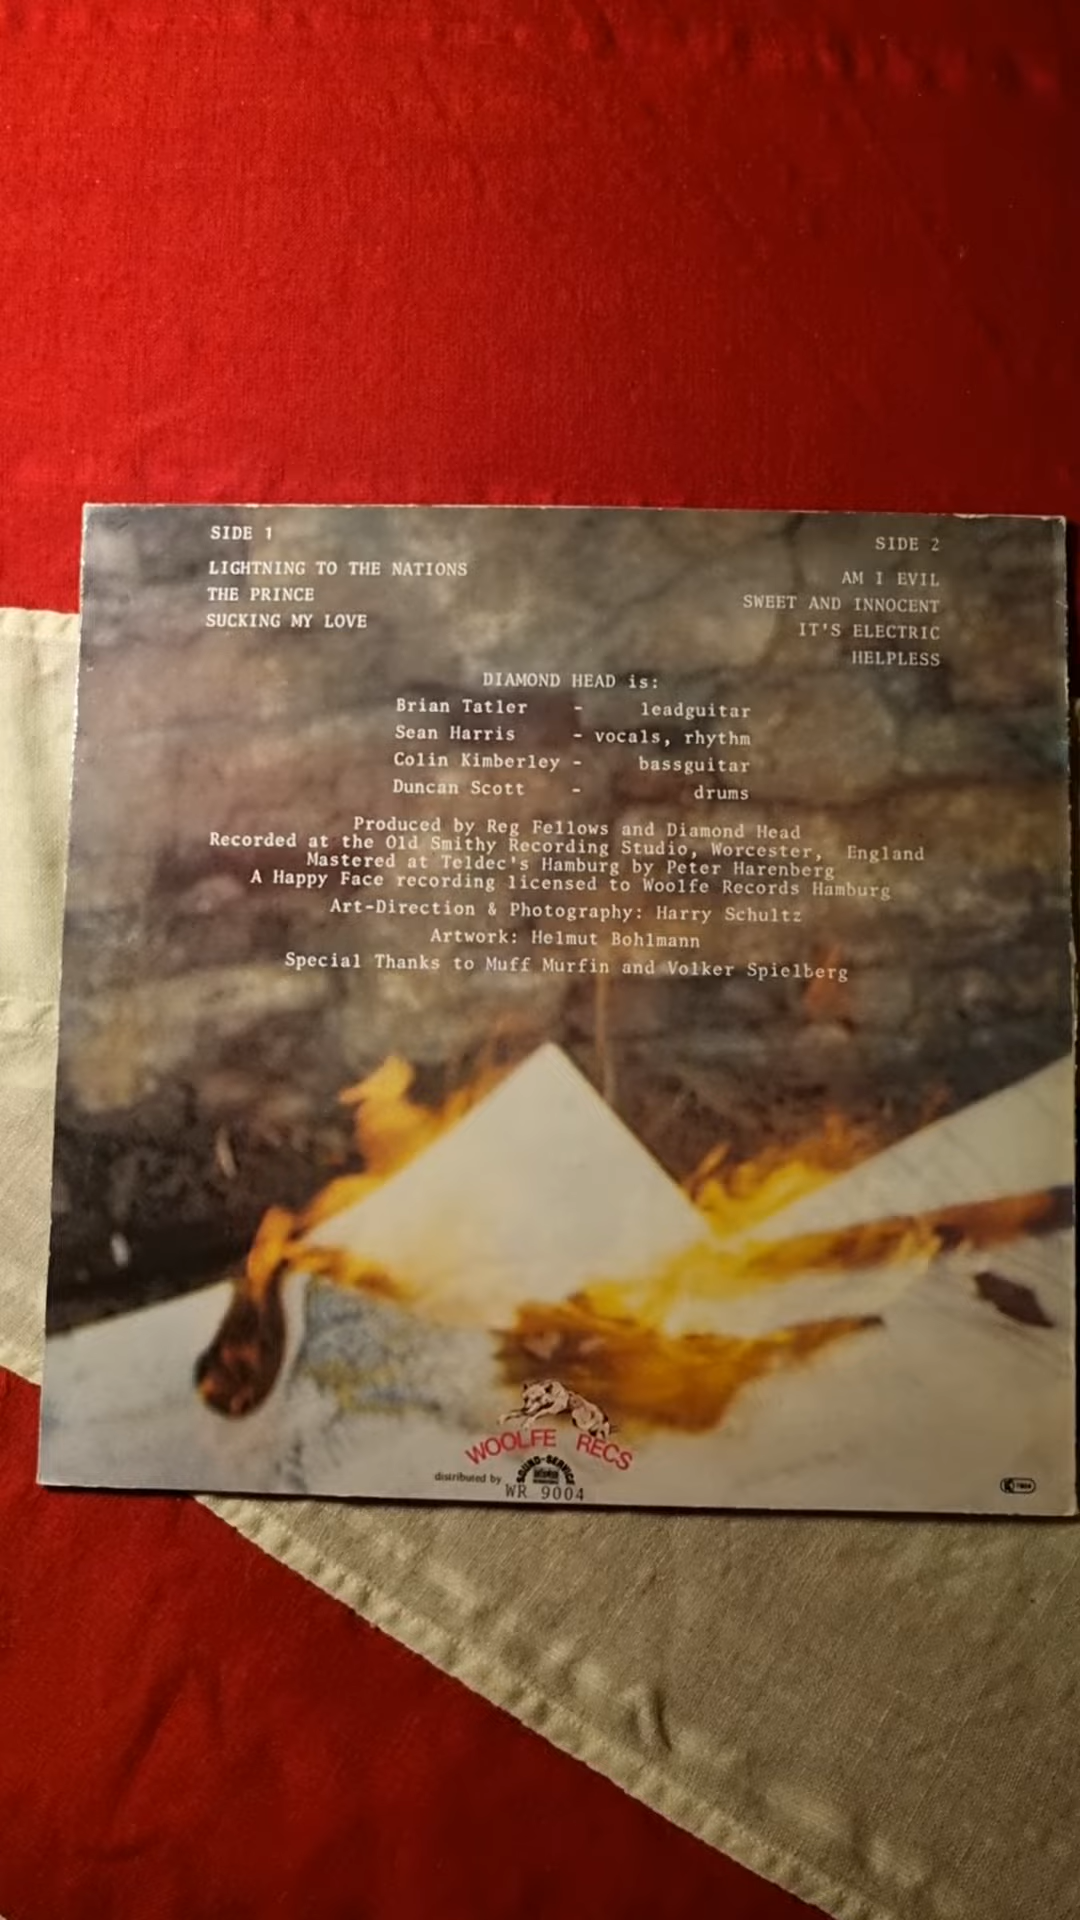 SIDE 1
LIGHTNING TO THE NATIONS
THE PRINCE
SUCKING MY LOVE
SIDE 2
AM I EVIL
SWEET AND INNOCENT
IT'S ELECTRIC
HELPLESS
DIAMOND HEAD is:
Brian Tatler - leadguitar
Sean Harris - vocals, rhythm
Colin Kimberley - bassguitar
Duncan Scott - drums
Produced by Reg Fellows and Diamond Head
Recorded at the Old Smithy Recording Studio, Worcester, England
Mastered at Teldec's Hamburg by Peter Harenberg
A Happy Face recording licensed to Woolfe Records Hamburg
Art-Direction & Photography: Harry Schultz
Artwork: Helmut Bohlmann
Special Thanks to Muff Murfin and Volker Spielberg
WOOLFE RECS
distributed by SOUND-SERVICE
WR 9004